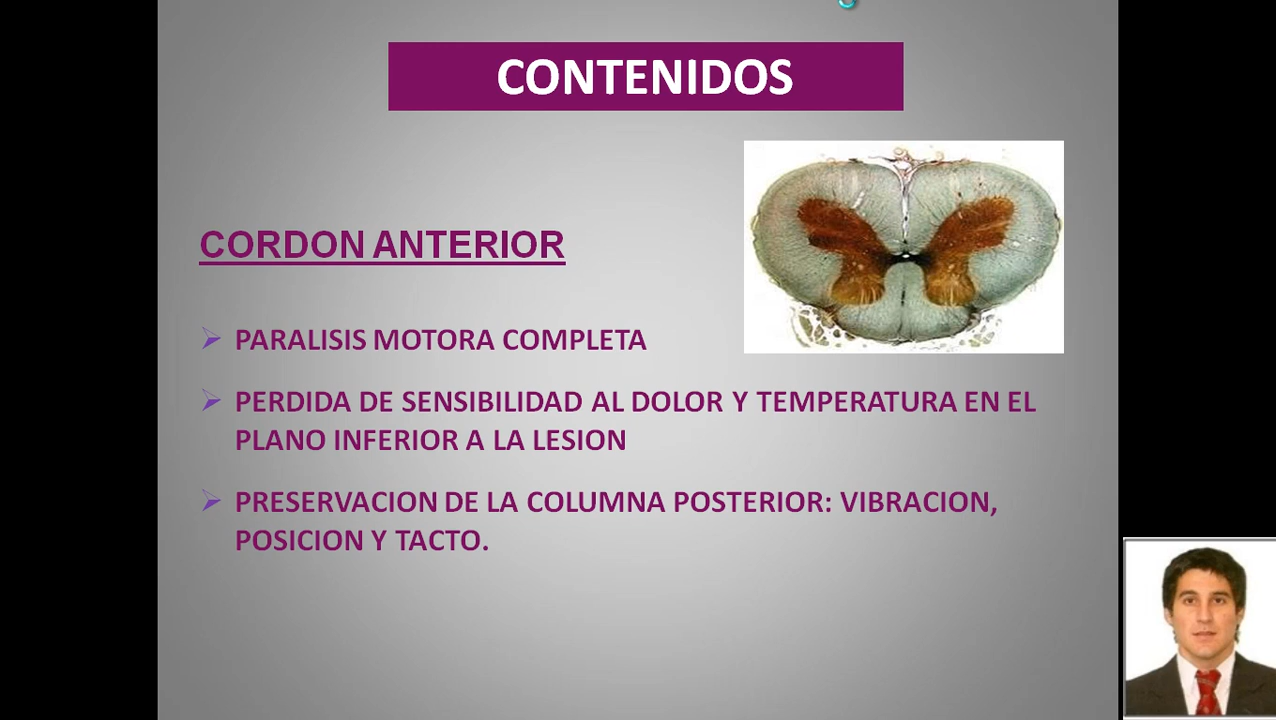 CONTENIDOS
CORDON ANTERIOR
PARALISIS MOTORA COMPLETA
PERDIDA DE SENSIBILIDAD AL DOLOR Y TEMPERATURA EN EL
PLANO INFERIOR A LA LESION
PRESERVACION DE LA COLUMNA POSTERIOR: VIBRACION,
POSICION Y TACTO.